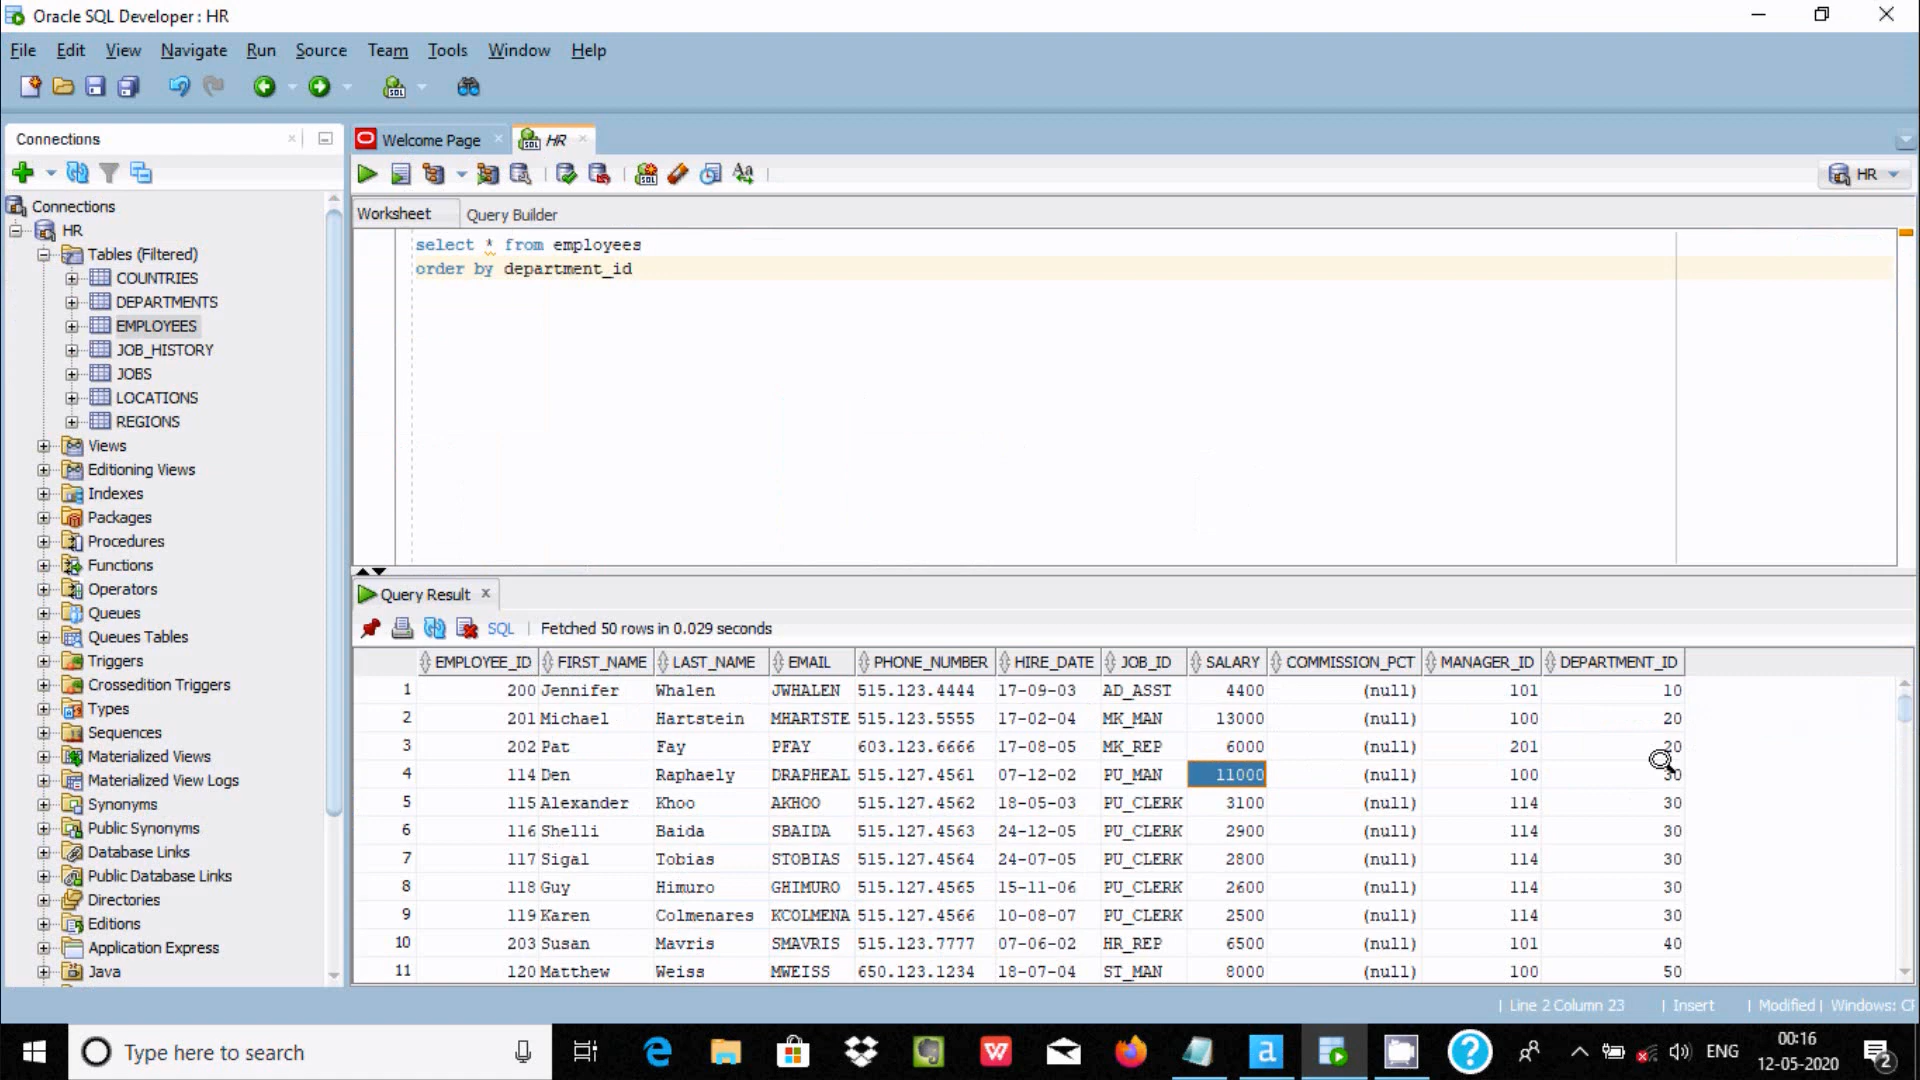 Oracle SQL Developer : HR
File Edit View Navigate Run Source Team Tools Window Help
Connections
Welcome Page
HR
HR
Worksheet Query Builder
select * from employees
order by department_id
Connections
HR
Tables (Filtered)
COUNTRIES
DEPARTMENTS
EMPLOYEES
JOB_HISTORY
JOBS
LOCATIONS
REGIONS
Views
Editioning Views
Indexes
Packages
Procedures
Functions
Operators
Queues
Queues Tables
Triggers
Crossedition Triggers
Types
Sequences
Materialized Views
Materialized View Logs
Synonyms
Public Synonyms
Database Links
Public Database Links
Directories
Editions
Application Express
Java
Query Result
SQL | Fetched 50 rows in 0.029 seconds
EMPLOYEE_ID FIRST_NAME LAST_NAME EMAIL PHONE_NUMBER HIRE_DATE JOB_ID SALARY COMMISSION_PCT MANAGER_ID DEPARTMENT_ID
1 200 Jennifer Whalen JWHALEN 515.123.4444 17-09-03 AD_ASST 4400 (null) 101 10
2 201 Michael Hartstein MHARTSTE 515.123.5555 17-02-04 MK_MAN 13000 (null) 100 20
3 202 Pat Fay PFAY 603.123.6666 17-08-05 MK_REP 6000 (null) 201 20
4 114 Den Raphaely DRAPHEAL 515.127.4561 07-12-02 PU_MAN 11000 (null) 100 30
5 115 Alexander Khoo AKHOO 515.127.4562 18-05-03 PU_CLERK 3100 (null) 114 30
6 116 Shelli Baida SBAIDA 515.127.4563 24-12-05 PU_CLERK 2900 (null) 114 30
7 117 Sigal Tobias STOBIAS 515.127.4564 24-07-05 PU_CLERK 2800 (null) 114 30
8 118 Guy Himuro GHIMURO 515.127.4565 15-11-06 PU_CLERK 2600 (null) 114 30
9 119 Karen Colmenares KCOLMENA 515.127.4566 10-08-07 PU_CLERK 2500 (null) 114 30
10 203 Susan Mavris SMAVRIS 515.123.7777 07-06-02 HR_REP 6500 (null) 101 40
11 120 Matthew Weiss MWEISS 650.123.1234 18-07-04 ST_MAN 8000 (null) 100 50
| Line 2 Column 23 | Insert | Modified | Windows: CF
Type here to search
ENG
00:16
12-05-2020
2